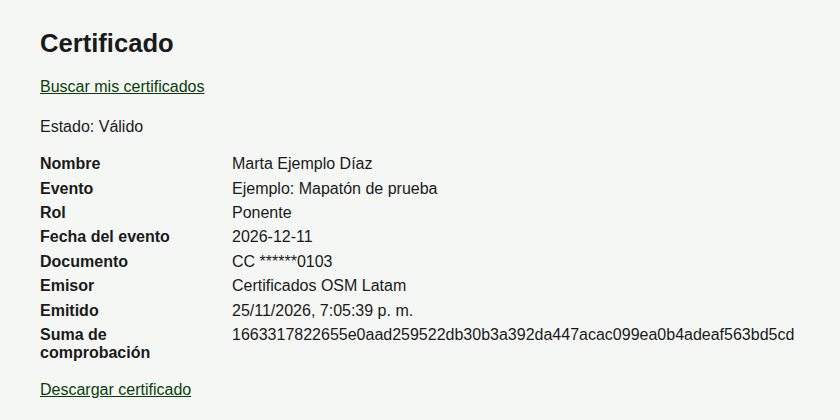 Certificado
Buscar mis certificados
Estado: Válido
Nombre Marta Ejemplo Díaz
Evento Ejemplo: Mapatón de prueba
Rol Ponente
Fecha del evento 2026-12-11
Documento CC ******0103
Emisor Certificados OSM Latam
Emitido 25/11/2026, 7:05:39 p. m.
Suma de comprobación 1663317822655e0aad259522db30b3a392da447acac099ea0b4adeaf563bd5cd
Descargar certificado